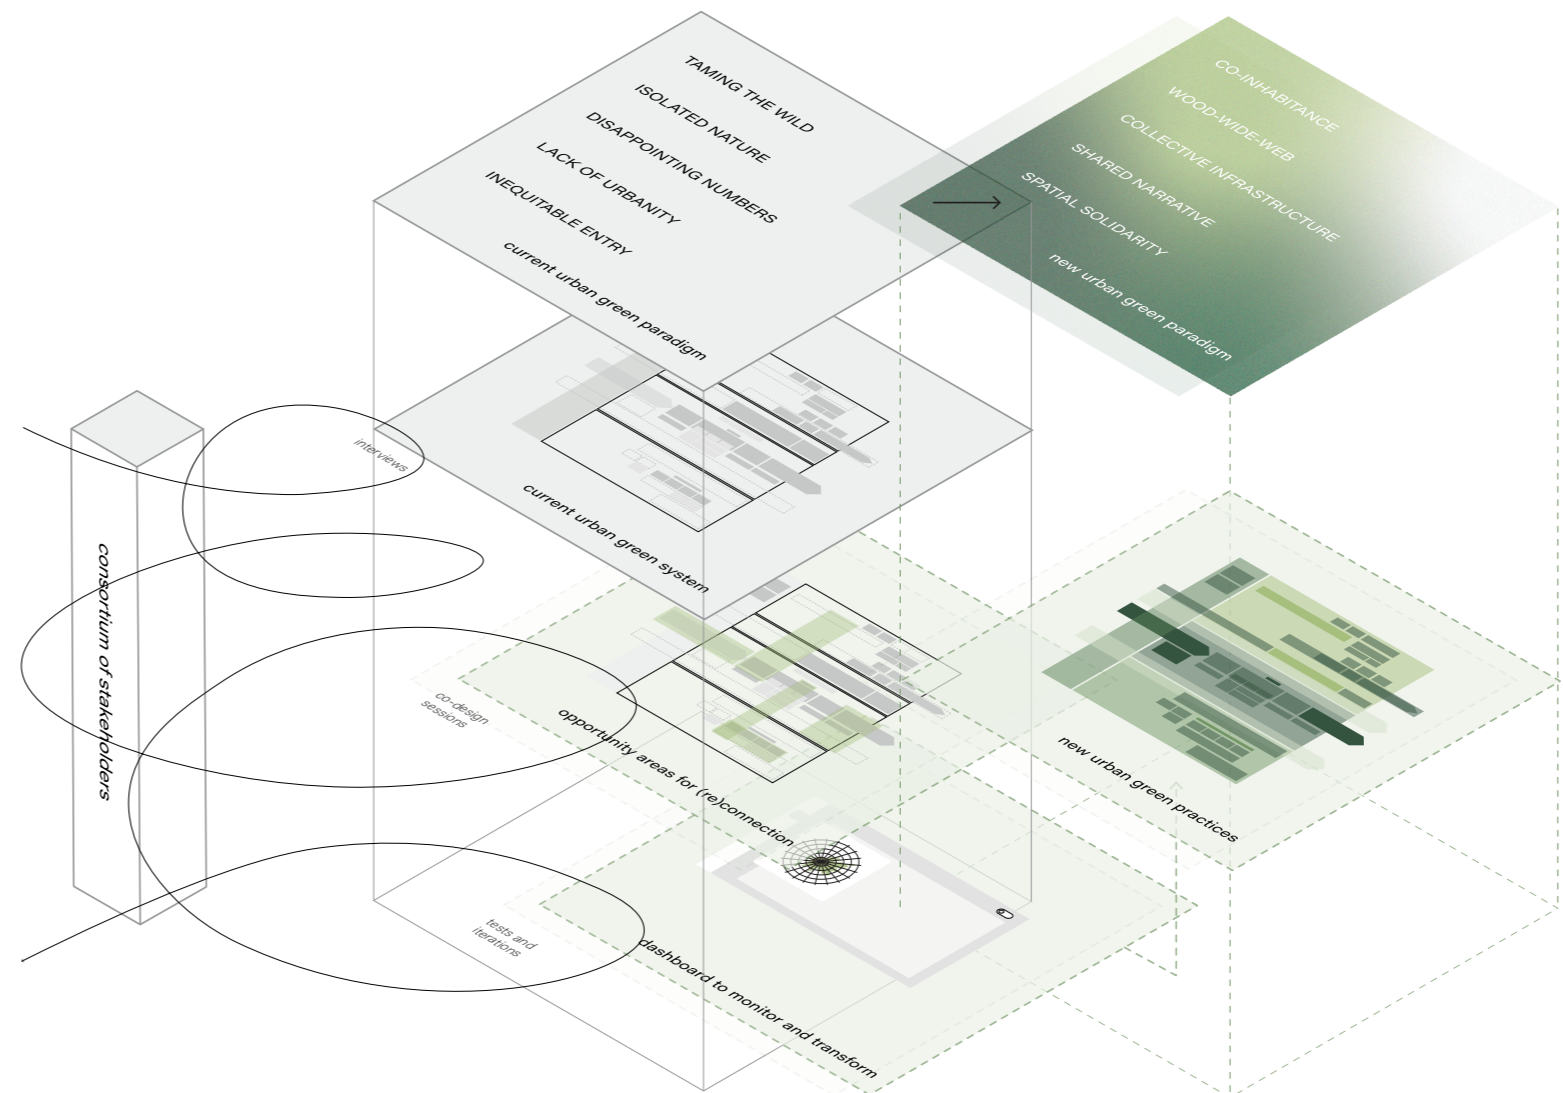 TAMING THE WILD
ISOLATED NATURE
DISAPPOINTING NUMBERS
LACK OF URBANITY
INEQUITABLE ENTRY
current urban green paradigm
CO-INHABITANCE
WOOD-WIDE-WEB
COLLECTIVE INFRASTRUCTURE
SHARED NARRATIVE
SPATIAL SOLIDARITY
new urban green paradigm
consortium of stakeholders
interviews
current urban green system
co-design
sessions
opportunity areas for (re)connection
new urban green practices
tests and
iterations
dashboard to monitor and transform